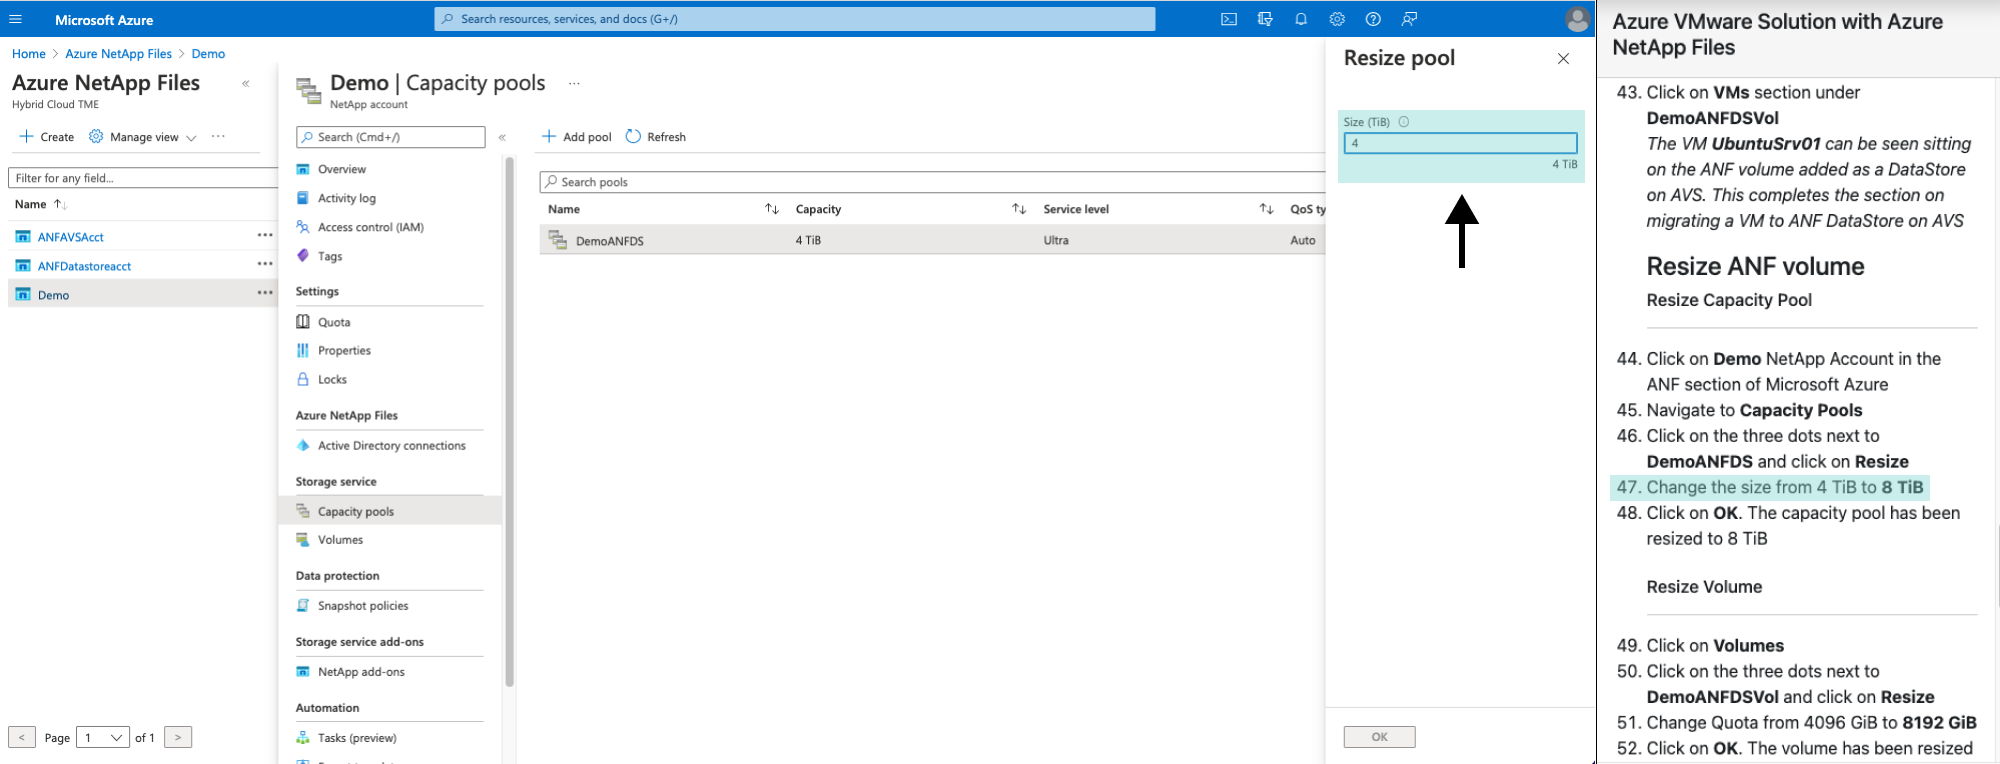 Microsoft Azure
Search resources, services, and docs (G+/)
Home > Azure NetApp Files > Demo
Azure NetApp Files
«
Hybrid Cloud TME
+ Create
Manage view
···
Filter for any field...
Name ↑↓
ANFAVSAcct ···
ANFDatastoreacct ···
Demo ···
< Page 1 of 1 >
Demo | Capacity pools ···
NetApp account
Search (Cmd+/)
«
Overview
Activity log
Access control (IAM)
Tags
Settings
Quota
Properties
Locks
Azure NetApp Files
Active Directory connections
Storage service
Capacity pools
Volumes
Data protection
Snapshot policies
Storage service add-ons
NetApp add-ons
Automation
Tasks (preview)
+ Add pool
Refresh
Search pools
Name ↑↓ Capacity ↑↓ Service level ↑↓ QoS ty
DemoANFDS 4 TiB Ultra Auto
Resize pool
Size (TiB)
4
4 TiB
OK
Azure VMware Solution with Azure
NetApp Files
43. Click on VMs section under
DemoANFDSVol
The VM UbuntuSrv01 can be seen sitting
on the ANF volume added as a DataStore
on AVS. This completes the section on
migrating a VM to ANF DataStore on AVS
Resize ANF volume
Resize Capacity Pool
44. Click on Demo NetApp Account in the
ANF section of Microsoft Azure
45. Navigate to Capacity Pools
46. Click on the three dots next to
DemoANFDS and click on Resize
47. Change the size from 4 TiB to 8 TiB
48. Click on OK. The capacity pool has been
resized to 8 TiB
Resize Volume
49. Click on Volumes
50. Click on the three dots next to
DemoANFDSVol and click on Resize
51. Change Quota from 4096 GiB to 8192 GiB
52. Click on OK. The volume has been resized